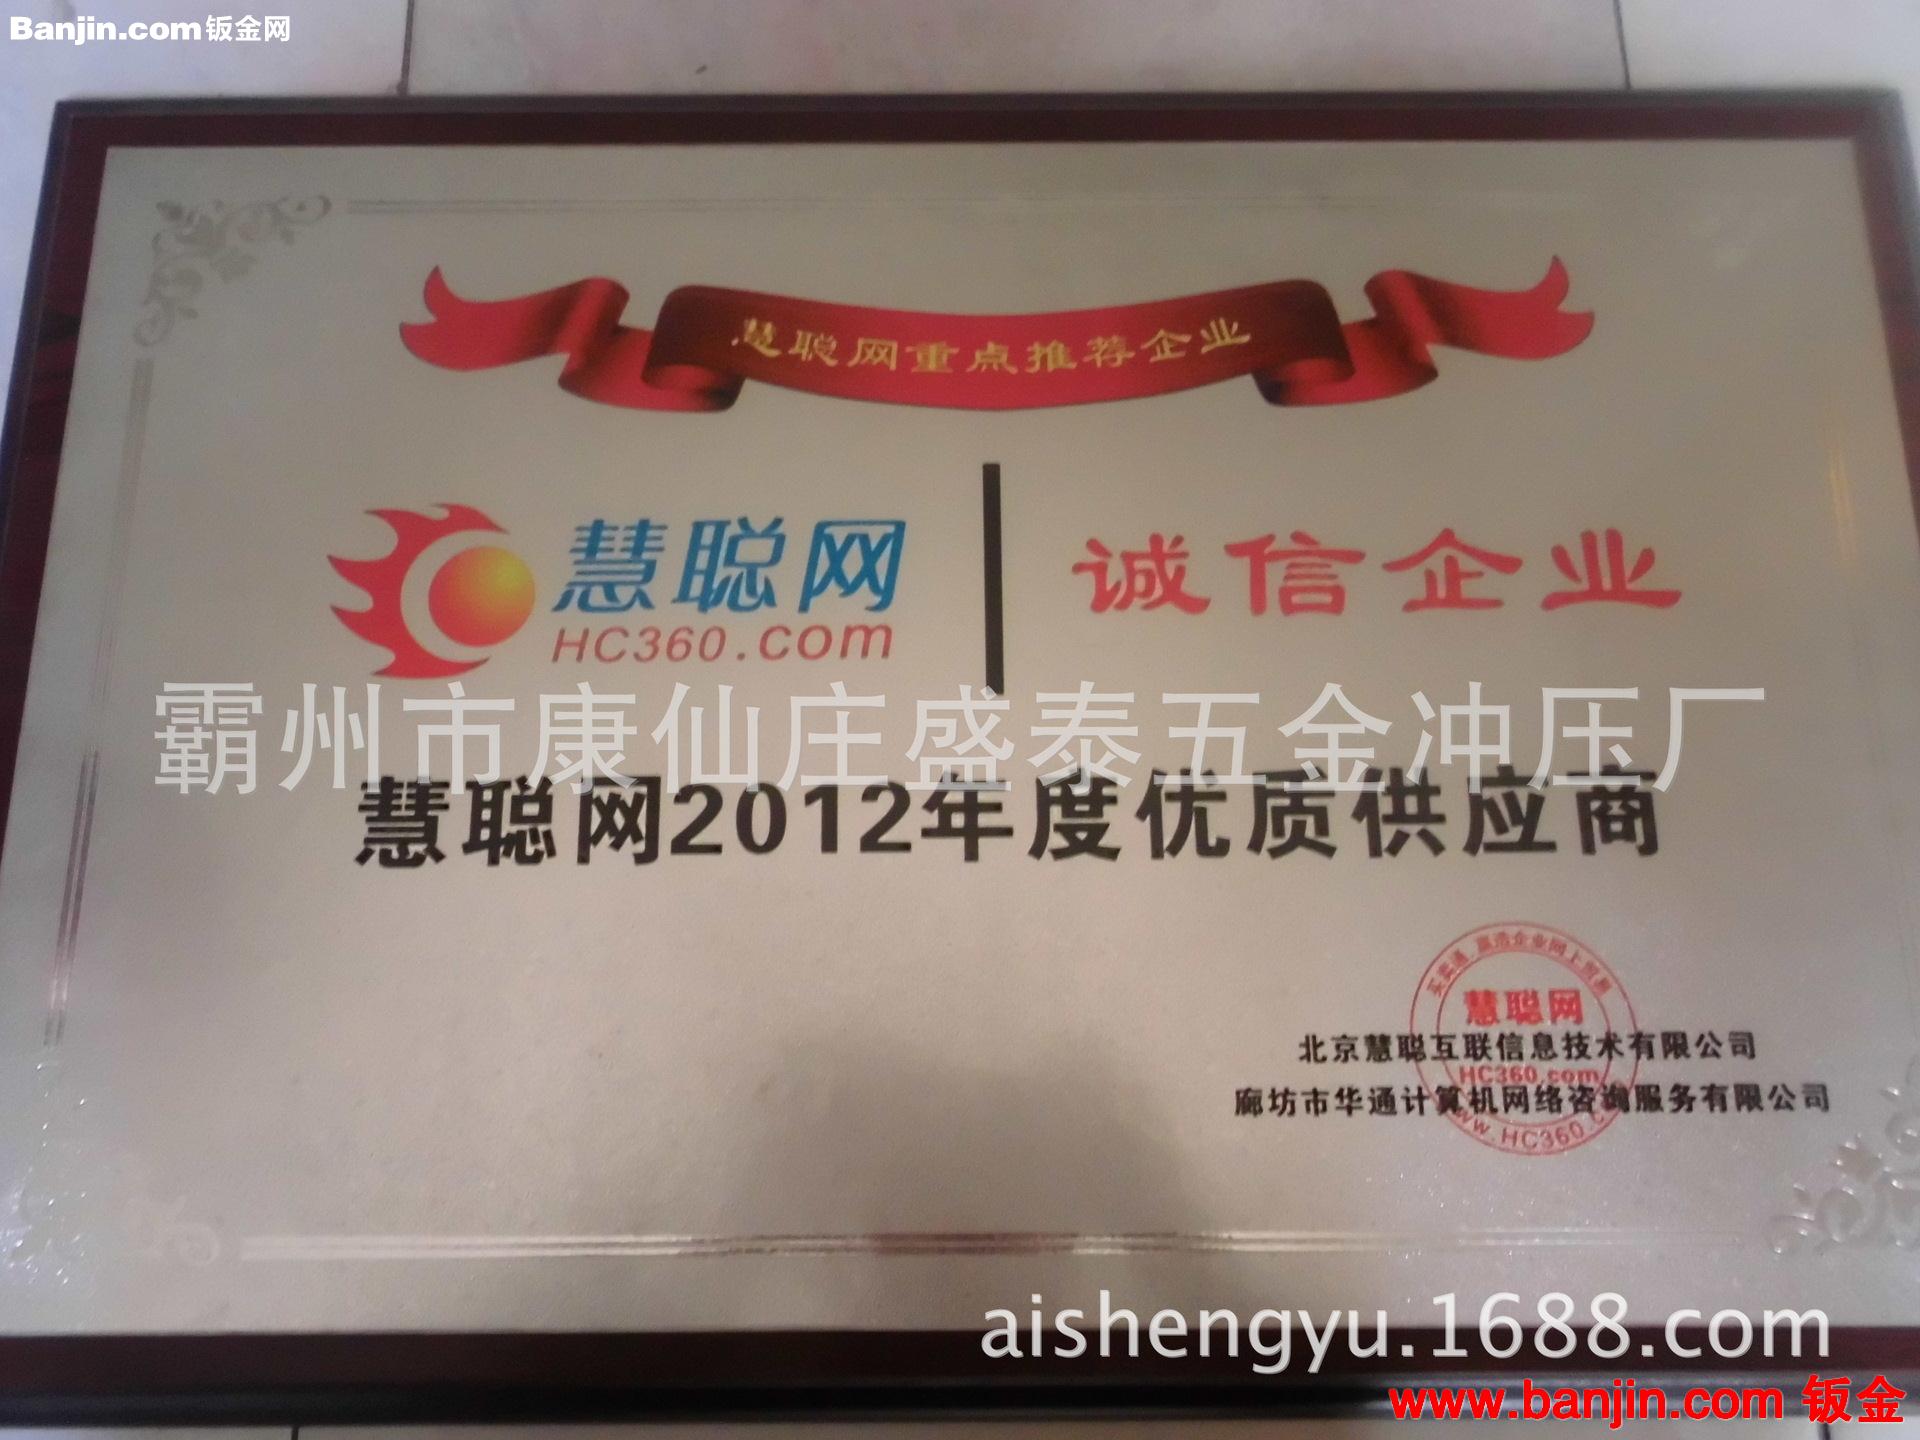 Banjin.com钣金网
慧聪网重点推荐企业
慧聪网
HC360.com
诚信企业
霸州市康仙庄盛泰五金冲压厂
慧聪网2012年度优质供应商
慧聪网
北京慧聪互联信息技术有限公司
HC360.com
廊坊市华通计算机网络咨询服务有限公司
www.HC360.com
aishengyu.1688.com
www.banjin.com 钣金